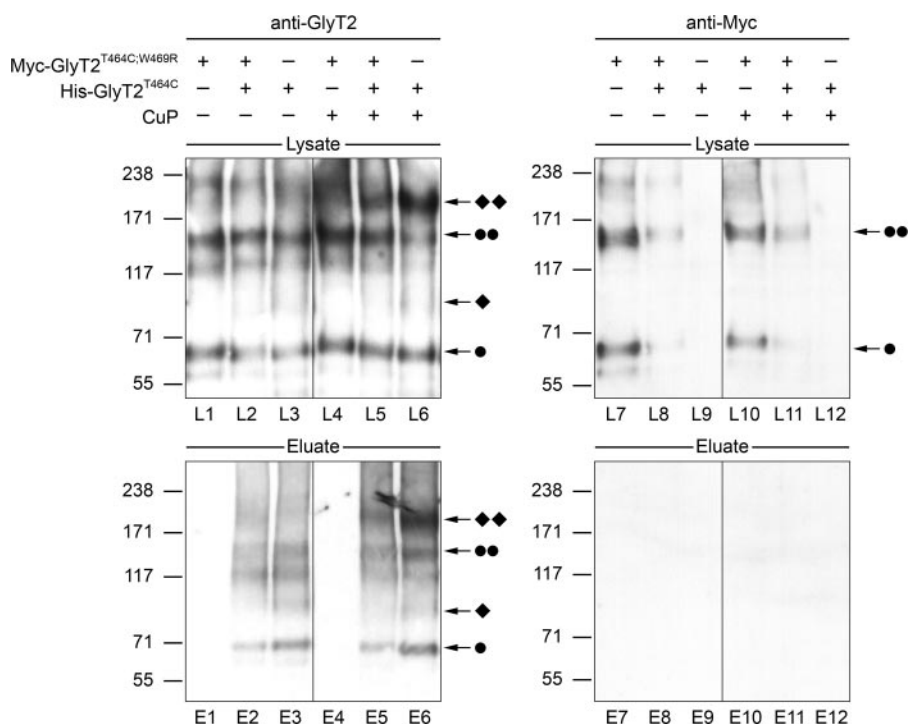 anti-GlyT2 anti-Myc
Myc-GlyT2T464C;W469R + + − + + − + + − + + −
His-GlyT2T464C − + + − + + − + + − + +
CuP − − − + + + − − − + + +
Lysate Lysate
238 238
171 171
117 117
71 71
55 55
L1 L2 L3 L4 L5 L6 L7 L8 L9 L10 L11 L12
Eluate Eluate
238 238
171 171
117 117
71 71
55 55
E1 E2 E3 E4 E5 E6 E7 E8 E9 E10 E11 E12